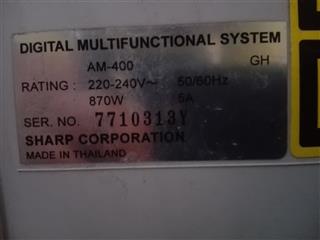 DIGITAL MULTIFUNCTIONAL SYSTEM
AM-400 GH
RATING : 220-240V~ 50/60Hz
870W 5A
SER. NO. 7710313Y
SHARP CORPORATION
MADE IN THAILAND